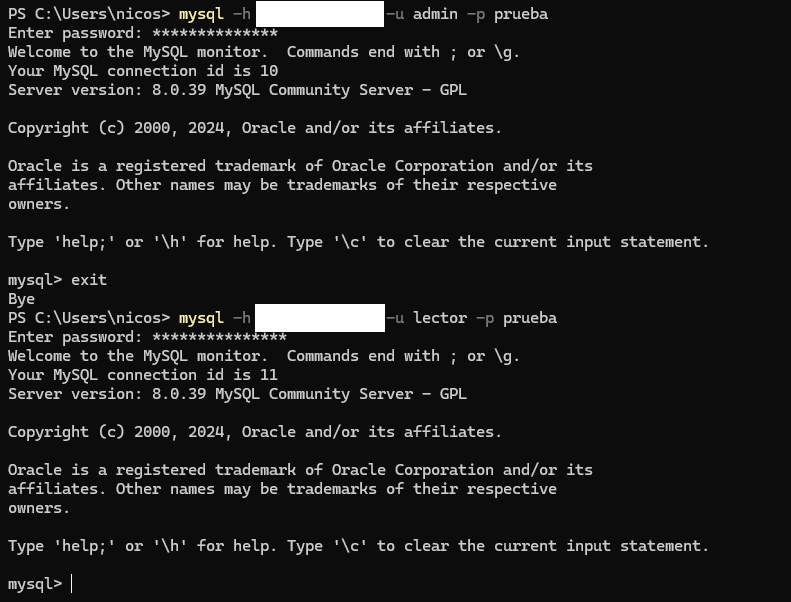 PS C:\Users\nicos> mysql -h -u admin -p prueba
Enter password: **************
Welcome to the MySQL monitor.  Commands end with ; or \g.
Your MySQL connection id is 10
Server version: 8.0.39 MySQL Community Server - GPL
Copyright (c) 2000, 2024, Oracle and/or its affiliates.
Oracle is a registered trademark of Oracle Corporation and/or its
affiliates. Other names may be trademarks of their respective
owners.
Type 'help;' or '\h' for help. Type '\c' to clear the current input statement.
mysql> exit
Bye
PS C:\Users\nicos> mysql -h -u lector -p prueba
Enter password: ***************
Welcome to the MySQL monitor.  Commands end with ; or \g.
Your MySQL connection id is 11
Server version: 8.0.39 MySQL Community Server - GPL
Copyright (c) 2000, 2024, Oracle and/or its affiliates.
Oracle is a registered trademark of Oracle Corporation and/or its
affiliates. Other names may be trademarks of their respective
owners.
Type 'help;' or '\h' for help. Type '\c' to clear the current input statement.
mysql>